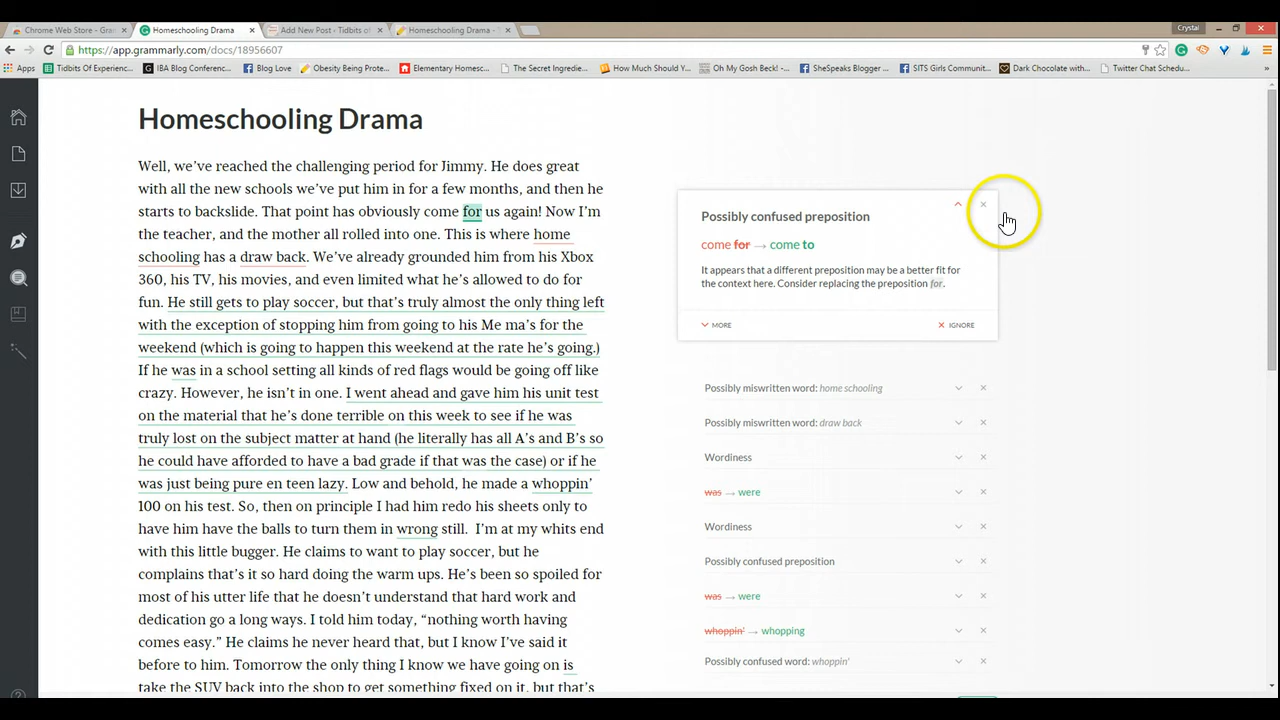 Chrome Web Store - Gra
Homeschooling Drama
Add New Post ‹ Tidbits of
Homeschooling Drama -
Crystal
https://app.grammarly.com/docs/18956607
Apps
Tidbits Of Experienc...
IBA Blog Conferenc...
Blog Love
Obesity Being Prote...
Elementary Homesc...
The Secret Ingredie...
How Much Should Y...
Oh My Gosh Beck! -...
SheSpeaks Blogger ...
SITS Girls Communit...
Dark Chocolate with...
Twitter Chat Schedu...
»
Homeschooling Drama
Well, we've reached the challenging period for Jimmy. He does great
with all the new schools we've put him in for a few months, and then he
starts to backslide. That point has obviously come for us again! Now I'm
the teacher, and the mother all rolled into one. This is where home
schooling has a draw back. We've already grounded him from his Xbox
360, his TV, his movies, and even limited what he's allowed to do for
fun. He still gets to play soccer, but that's truly almost the only thing left
with the exception of stopping him from going to his Me ma's for the
weekend (which is going to happen this weekend at the rate he's going.)
If he was in a school setting all kinds of red flags would be going off like
crazy. However, he isn't in one. I went ahead and gave him his unit test
on the material that he's done terrible on this week to see if he was
truly lost on the subject matter at hand (he literally has all A's and B's so
he could have afforded to have a bad grade if that was the case) or if he
was just being pure en teen lazy. Low and behold, he made a whoppin'
100 on his test. So, then on principle I had him redo his sheets only to
have him have the balls to turn them in wrong still.  I'm at my whits end
with this little bugger. He claims to want to play soccer, but he
complains that's it so hard doing the warm ups. He's been so spoiled for
most of his utter life that he doesn't understand that hard work and
dedication go a long ways. I told him today, "nothing worth having
comes easy." He claims he never heard that, but I know I've said it
before to him. Tomorrow the only thing I know we have going on is
take the SUV back into the shop to get something fixed on it, but that's
Possibly confused preposition
come for → come to
It appears that a different preposition may be a better fit for
the context here. Consider replacing the preposition for.
MORE
IGNORE
Possibly miswritten word: home schooling
Possibly miswritten word: draw back
Wordiness
was → were
Wordiness
Possibly confused preposition
was → were
whoppin' → whopping
Possibly confused word: whoppin'